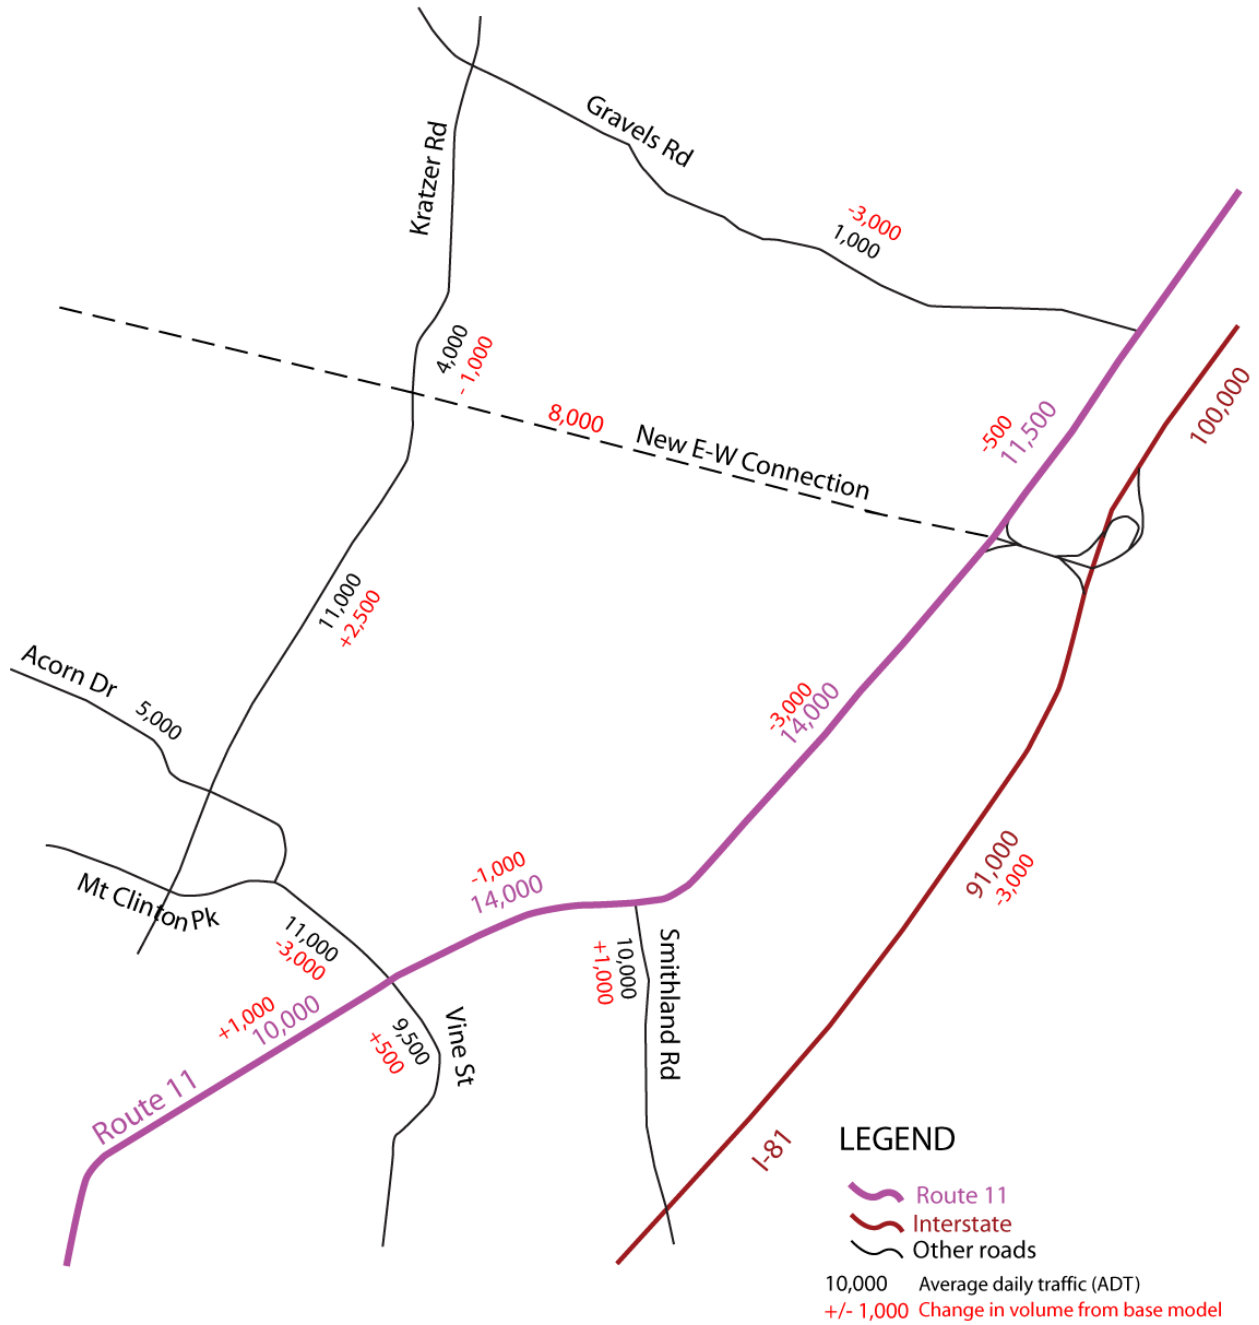 Gravels Rd
Kratzer Rd
-3,000
1,000
4,000
- 1,000
8,000
New E-W Connection
-500
11,500
100,000
11,000
+2,500
Acorn Dr
5,000
-3,000
14,000
Mt Clinton Pk
-1,000
14,000
91,000
-3,000
11,000
-3,000
10,000
+1,000
Smithland Rd
+1,000
10,000
9,500
+500
Vine St
Route 11
I-81
LEGEND
Route 11
Interstate
Other roads
10,000 Average daily traffic (ADT)
+/- 1,000 Change in volume from base model